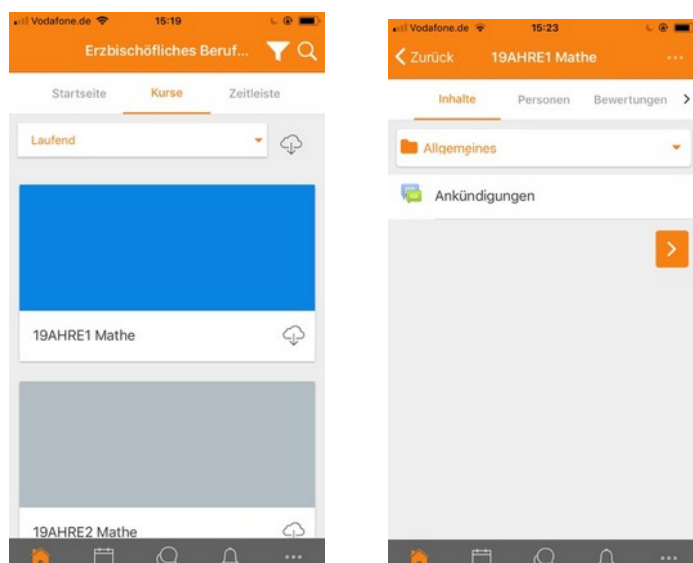 Vodafone.de 15:19
Erzbischöfliches Beruf...
Startseite Kurse Zeitleiste
Laufend
19AHRE1 Mathe
19AHRE2 Mathe
Vodafone.de 15:23
Zurück 19AHRE1 Mathe
Inhalte Personen Bewertungen
Allgemeines
Ankündigungen